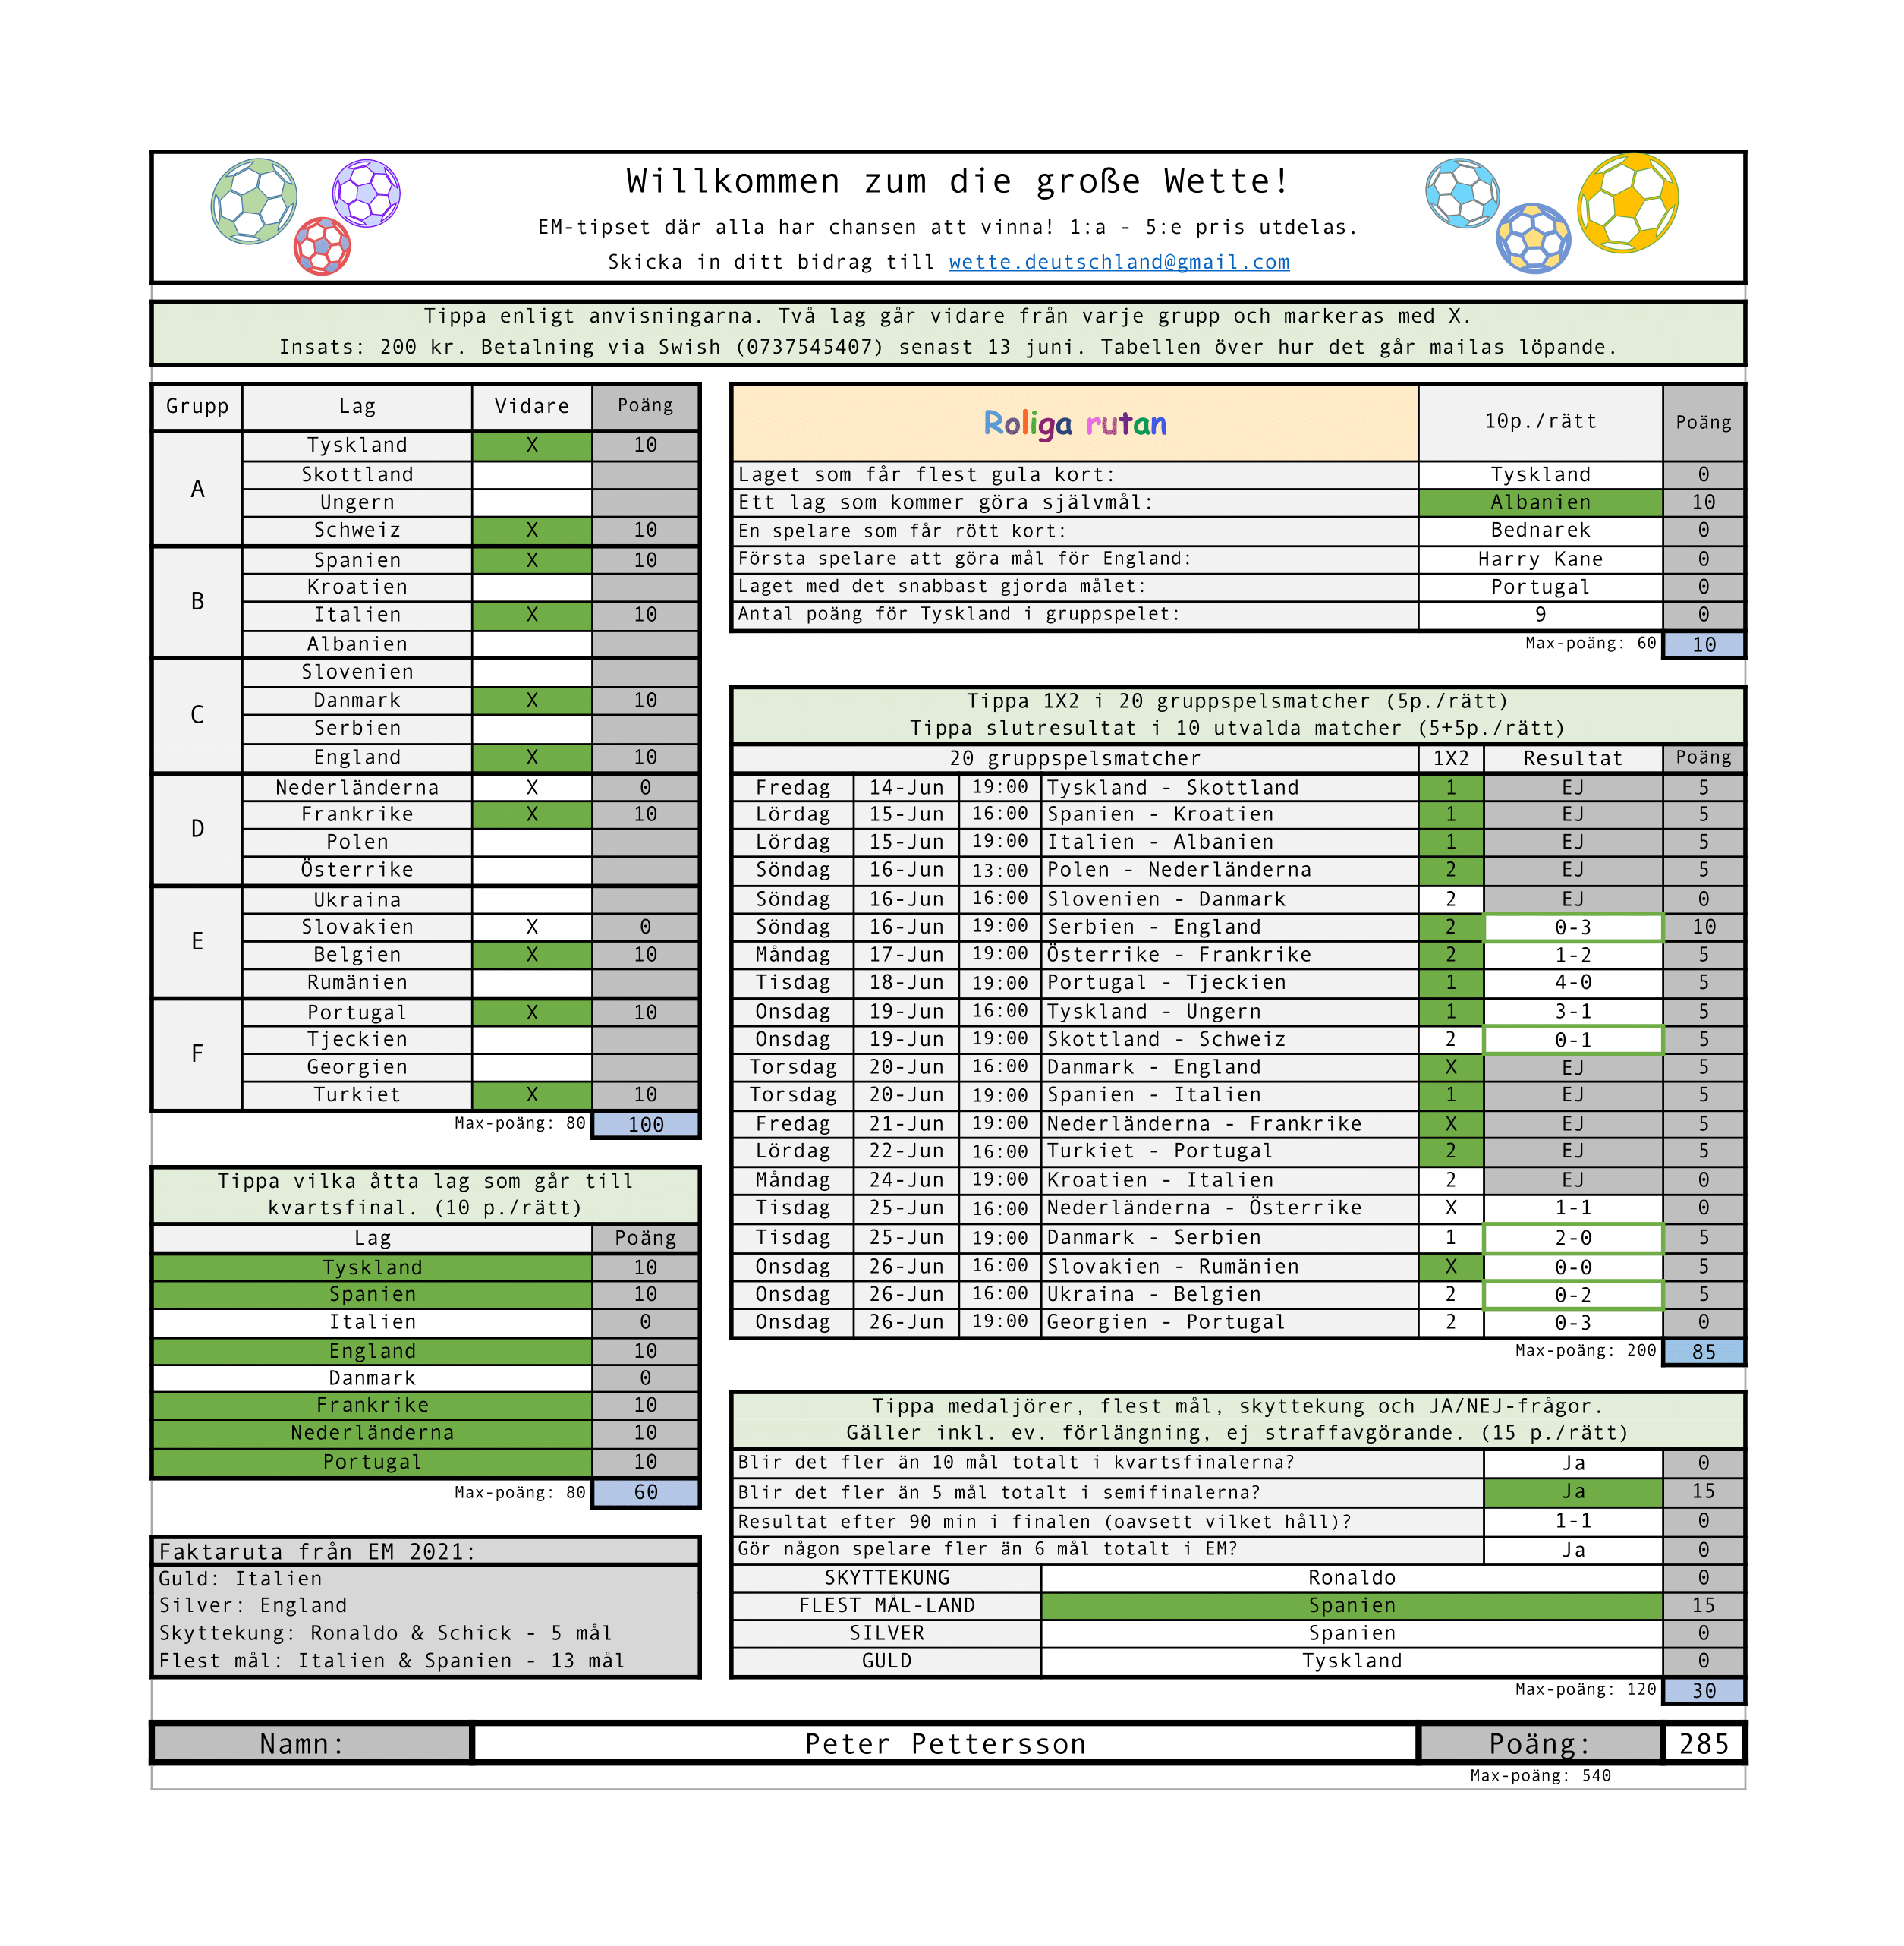 Willkommen zum die große Wette!
EM-tipset där alla har chansen att vinna! 1:a - 5:e pris utdelas.
Skicka in ditt bidrag till wette.deutschland@gmail.com
Tippa enligt anvisningarna. Två lag går vidare från varje grupp och markeras med X.
Insats: 200 kr. Betalning via Swish (0737545407) senast 13 juni. Tabellen över hur det går mailas löpande.
Grupp Lag Vidare Poäng
A
Tyskland X 10
Skottland
Ungern
Schweiz X 10
B
Spanien X 10
Kroatien
Italien X 10
Albanien
C
Slovenien
Danmark X 10
Serbien
England X 10
D
Nederländerna X 0
Frankrike X 10
Polen
Österrike
E
Ukraina
Slovakien X 0
Belgien X 10
Rumänien
F
Portugal X 10
Tjeckien
Georgien
Turkiet X 10
Max-poäng: 80 100
Tippa vilka åtta lag som går till
kvartsfinal. (10 p./rätt)
Lag Poäng
Tyskland 10
Spanien 10
Italien 0
England 10
Danmark 0
Frankrike 10
Nederländerna 10
Portugal 10
Max-poäng: 80 60
Faktaruta från EM 2021:
Guld: Italien
Silver: England
Skyttekung: Ronaldo & Schick - 5 mål
Flest mål: Italien & Spanien - 13 mål
Roliga rutan 10p./rätt Poäng
Laget som får flest gula kort: Tyskland 0
Ett lag som kommer göra självmål: Albanien 10
En spelare som får rött kort: Bednarek 0
Första spelare att göra mål för England: Harry Kane 0
Laget med det snabbast gjorda målet: Portugal 0
Antal poäng för Tyskland i gruppspelet: 9 0
Max-poäng: 60 10
Tippa 1X2 i 20 gruppspelsmatcher (5p./rätt)
Tippa slutresultat i 10 utvalda matcher (5+5p./rätt)
20 gruppspelsmatcher 1X2 Resultat Poäng
Fredag 14-Jun 19:00 Tyskland - Skottland 1 EJ 5
Lördag 15-Jun 16:00 Spanien - Kroatien 1 EJ 5
Lördag 15-Jun 19:00 Italien - Albanien 1 EJ 5
Söndag 16-Jun 13:00 Polen - Nederländerna 2 EJ 5
Söndag 16-Jun 16:00 Slovenien - Danmark 2 EJ 0
Söndag 16-Jun 19:00 Serbien - England 2 0-3 10
Måndag 17-Jun 19:00 Österrike - Frankrike 2 1-2 5
Tisdag 18-Jun 19:00 Portugal - Tjeckien 1 4-0 5
Onsdag 19-Jun 16:00 Tyskland - Ungern 1 3-1 5
Onsdag 19-Jun 19:00 Skottland - Schweiz 2 0-1 5
Torsdag 20-Jun 16:00 Danmark - England X EJ 5
Torsdag 20-Jun 19:00 Spanien - Italien 1 EJ 5
Fredag 21-Jun 19:00 Nederländerna - Frankrike X EJ 5
Lördag 22-Jun 16:00 Turkiet - Portugal 2 EJ 5
Måndag 24-Jun 19:00 Kroatien - Italien 2 EJ 0
Tisdag 25-Jun 16:00 Nederländerna - Österrike X 1-1 0
Tisdag 25-Jun 19:00 Danmark - Serbien 1 2-0 5
Onsdag 26-Jun 16:00 Slovakien - Rumänien X 0-0 5
Onsdag 26-Jun 16:00 Ukraina - Belgien 2 0-2 5
Onsdag 26-Jun 19:00 Georgien - Portugal 2 0-3 0
Max-poäng: 200 85
Tippa medaljörer, flest mål, skyttekung och JA/NEJ-frågor.
Gäller inkl. ev. förlängning, ej straffavgörande. (15 p./rätt)
Blir det fler än 10 mål totalt i kvartsfinalerna? Ja 0
Blir det fler än 5 mål totalt i semifinalerna? Ja 15
Resultat efter 90 min i finalen (oavsett vilket håll)? 1-1 0
Gör någon spelare fler än 6 mål totalt i EM? Ja 0
SKYTTEKUNG Ronaldo 0
FLEST MÅL-LAND Spanien 15
SILVER Spanien 0
GULD Tyskland 0
Max-poäng: 120 30
Namn: Peter Pettersson Poäng: 285
Max-poäng: 540